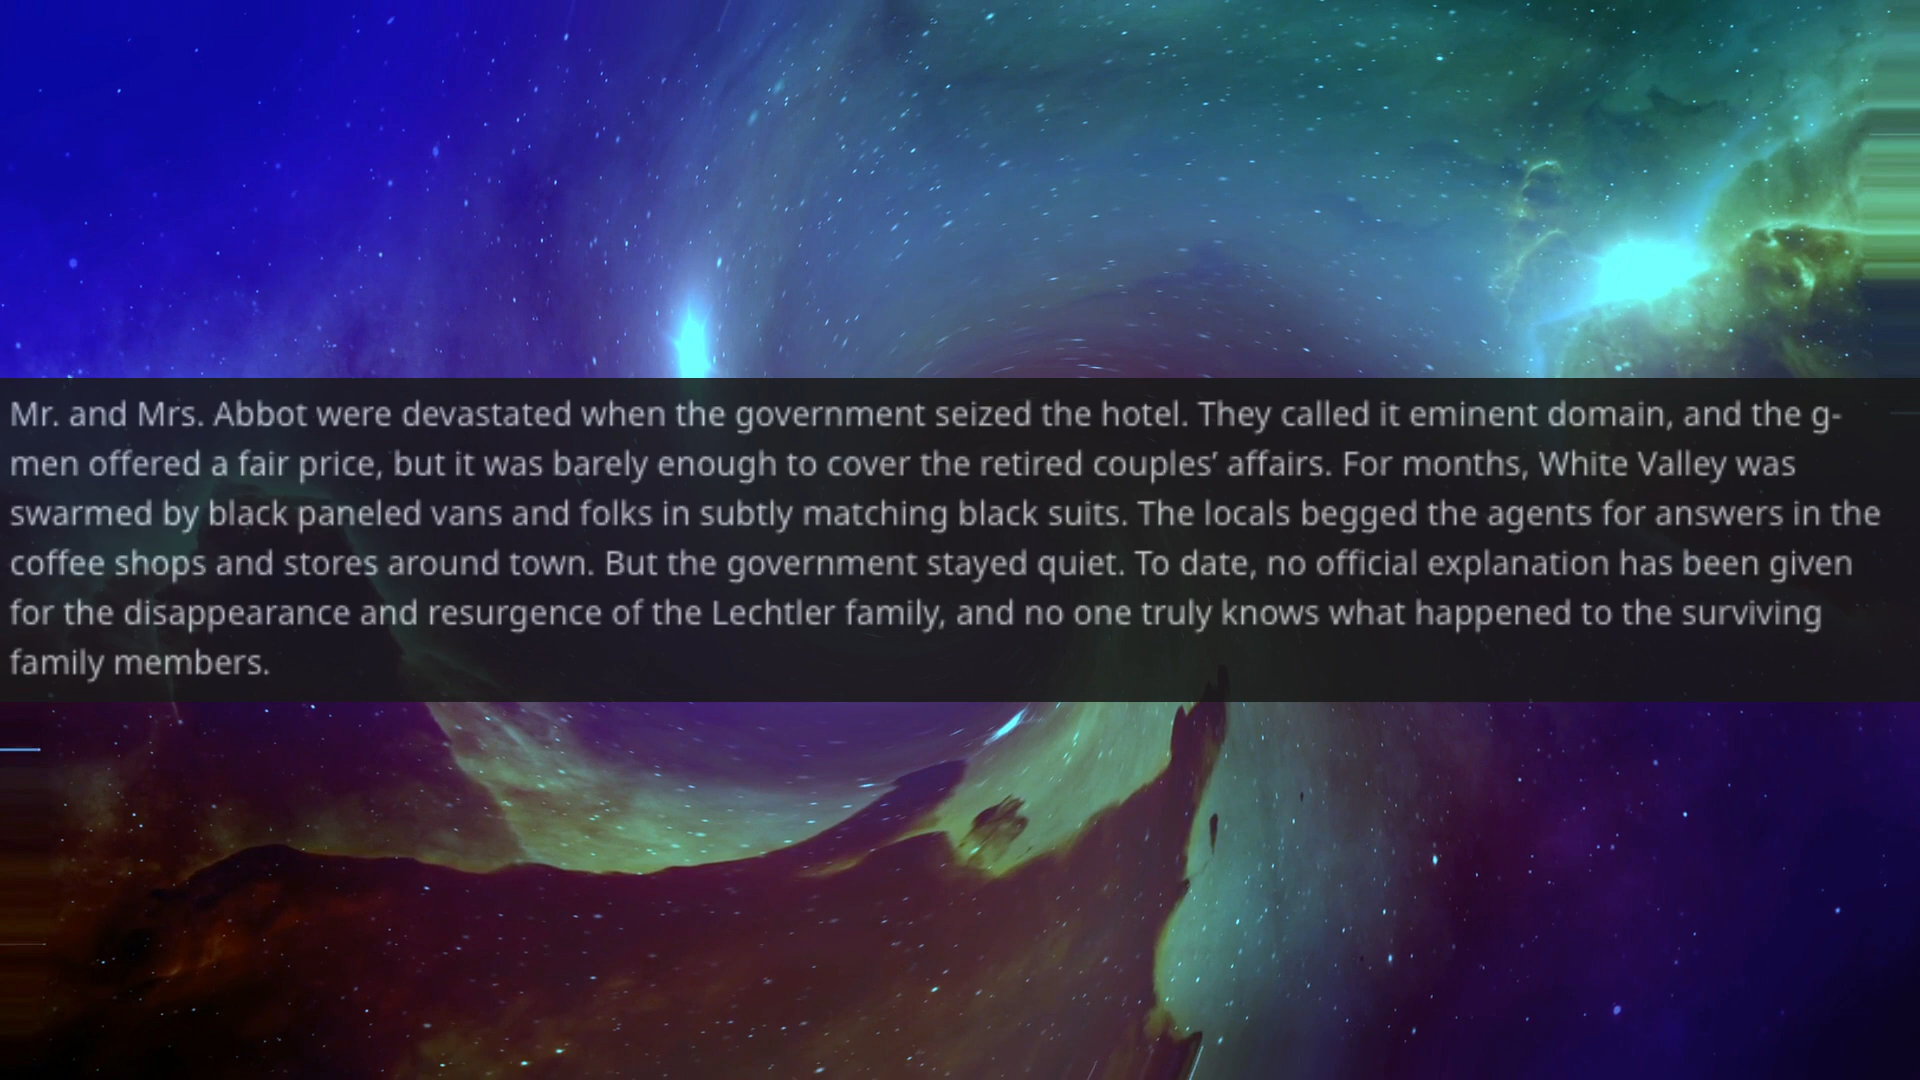 Mr. and Mrs. Abbot were devastated when the government seized the hotel. They called it eminent domain, and the g-
men offered a fair price, but it was barely enough to cover the retired couples’ affairs. For months, White Valley was
swarmed by black paneled vans and folks in subtly matching black suits. The locals begged the agents for answers in the
coffee shops and stores around town. But the government stayed quiet. To date, no official explanation has been given
for the disappearance and resurgence of the Lechtler family, and no one truly knows what happened to the surviving
family members.